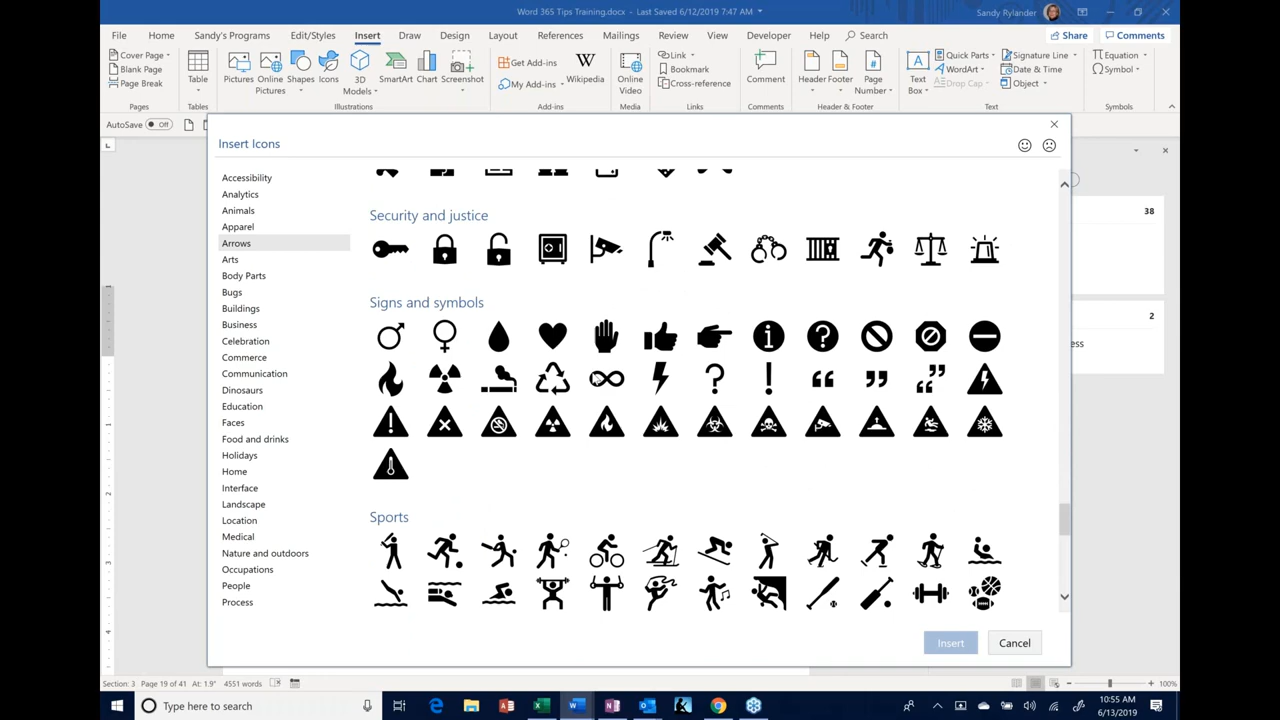 Word 365 Tips Training.docx - Last Saved 6/12/2019 7:47 AM
Sandy Rylander
File Home Sandy's Programs Edit/Styles Insert Draw Design Layout References Mailings Review View Developer Help Search Share Comments
Cover Page
Blank Page
Page Break
Pages
Table
Tables
Pictures
Online Pictures
Shapes
Icons
3D Models
SmartArt
Chart
Screenshot
Illustrations
Get Add-ins
My Add-ins
Wikipedia
Add-ins
Online Video
Media
Link
Bookmark
Cross-reference
Links
Comment
Comments
Header
Footer
Page Number
Header & Footer
Text Box
Quick Parts
WordArt
Drop Cap
Signature Line
Date & Time
Object
Text
Equation
Symbol
Symbols
AutoSave Off
Insert Icons
Accessibility
Analytics
Animals
Apparel
Arrows
Arts
Body Parts
Bugs
Buildings
Business
Celebration
Commerce
Communication
Dinosaurs
Education
Faces
Food and drinks
Holidays
Home
Interface
Landscape
Location
Medical
Nature and outdoors
Occupations
People
Process
Security and justice
Signs and symbols
Sports
Insert
Cancel
38
2
ess
Section: 3 Page 19 of 41 At: 1.9" 4551 words
100%
Type here to search
10:55 AM
6/13/2019